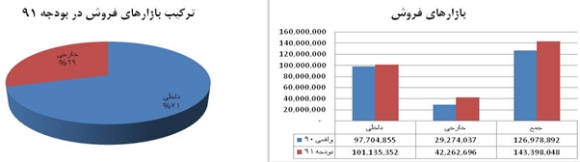 ترکیب بازارهای فروش در بودجه ۹۱
خارجی
%۲۹
داخلی
%۷۱
بازارهای فروش
160,000,000
140,000,000
120,000,000
100,000,000
80,000,000
60,000,000
40,000,000
20,000,000
-
داخلی خارجی جمع
واقعی ۹۰ 97,704,855 29,274,037 126,978,892
بودجه ۹۱ 101,135,352 42,262,696 143,398,048